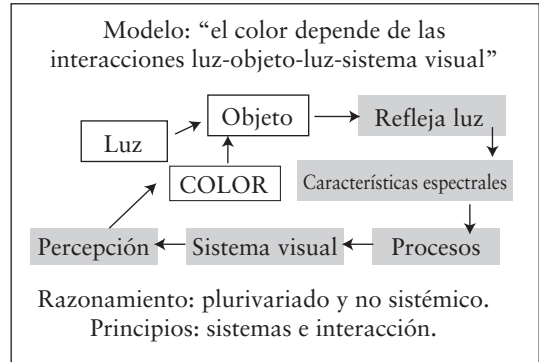 Modelo: “el color depende de las
interacciones luz-objeto-luz-sistema visual”
Objeto
Refleja luz
Luz
COLOR
Características espectrales
Percepción
Sistema visual
Procesos
Razonamiento: plurivariado y no sistémico.
Principios: sistemas e interacción.